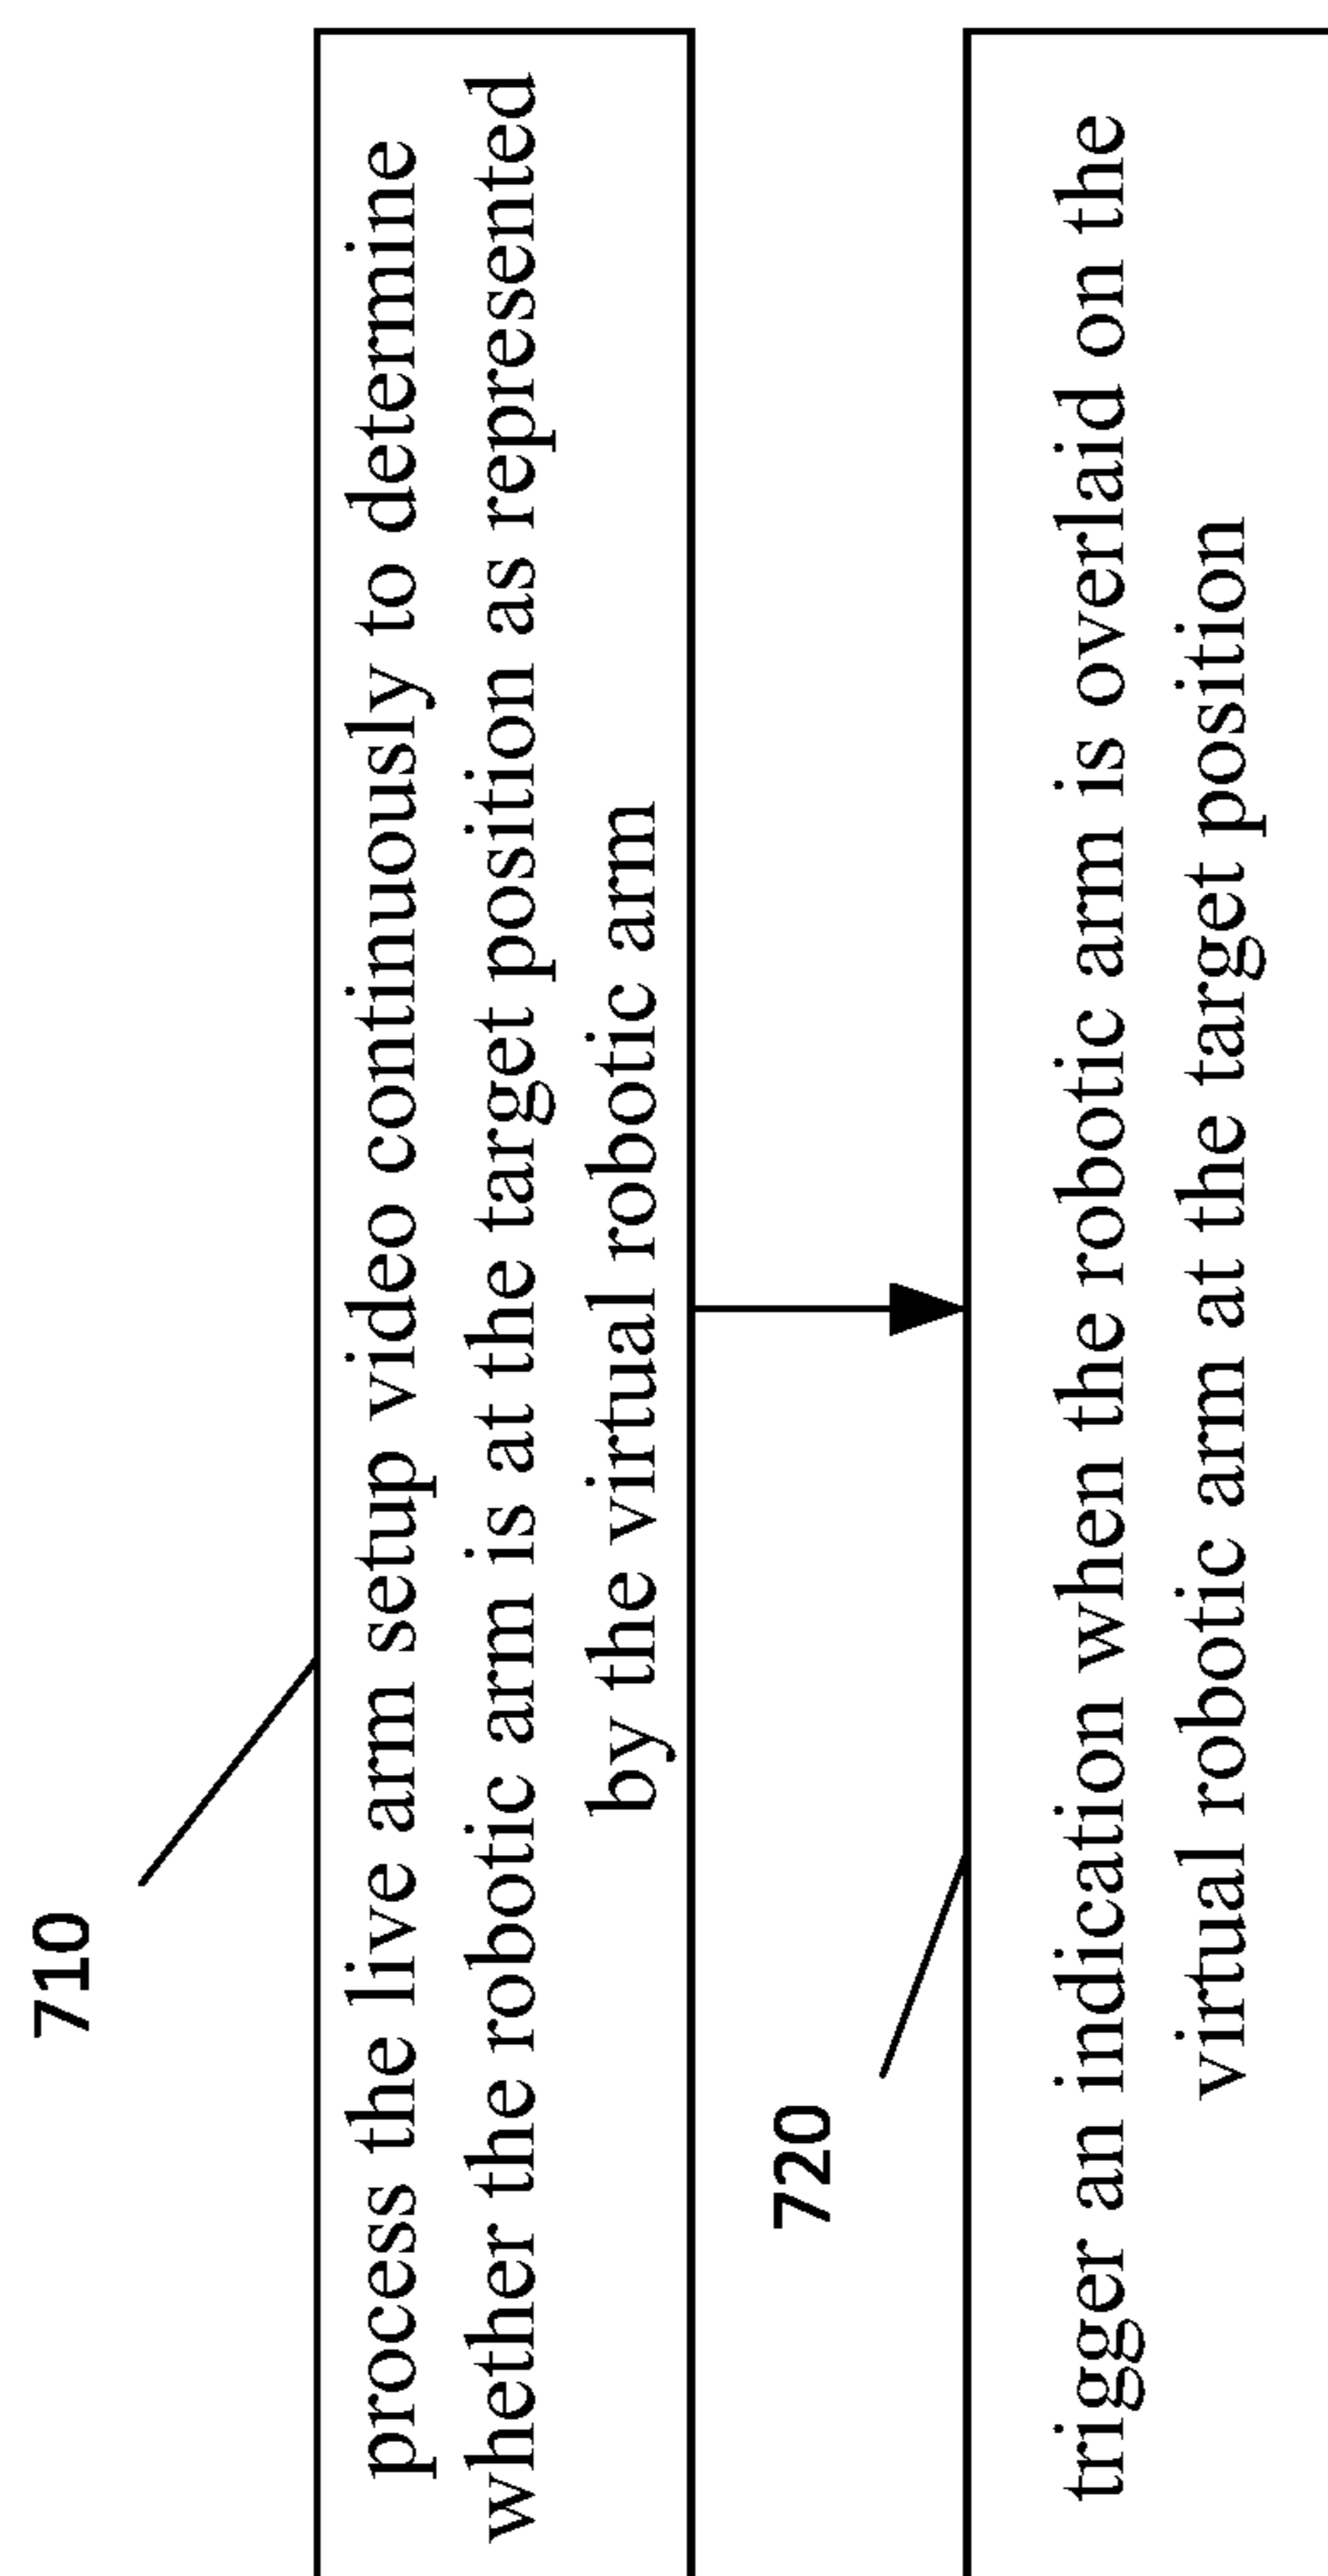 710
process the live arm setup video continuously to determine
whether the robotic arm is at the target position as represented
by the virtual robotic arm
720
trigger an indication when the robotic arm is overlaid on the
virtual robotic arm at the target position